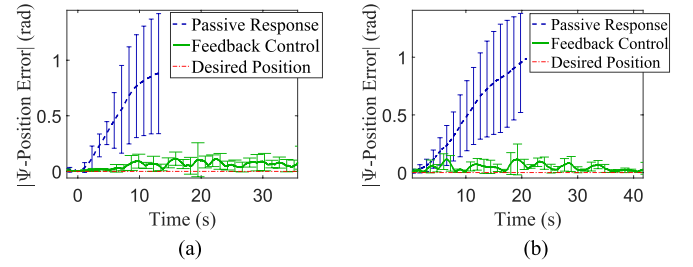 |Ψ-Position Error| (rad)
1
0.5
0
Passive Response
Feedback Control
Desired Position
0 10 20 30
Time (s)
(a)
|Ψ-Position Error| (rad)
1
0.5
0
Passive Response
Feedback Control
Desired Position
10 20 30 40
Time (s)
(b)